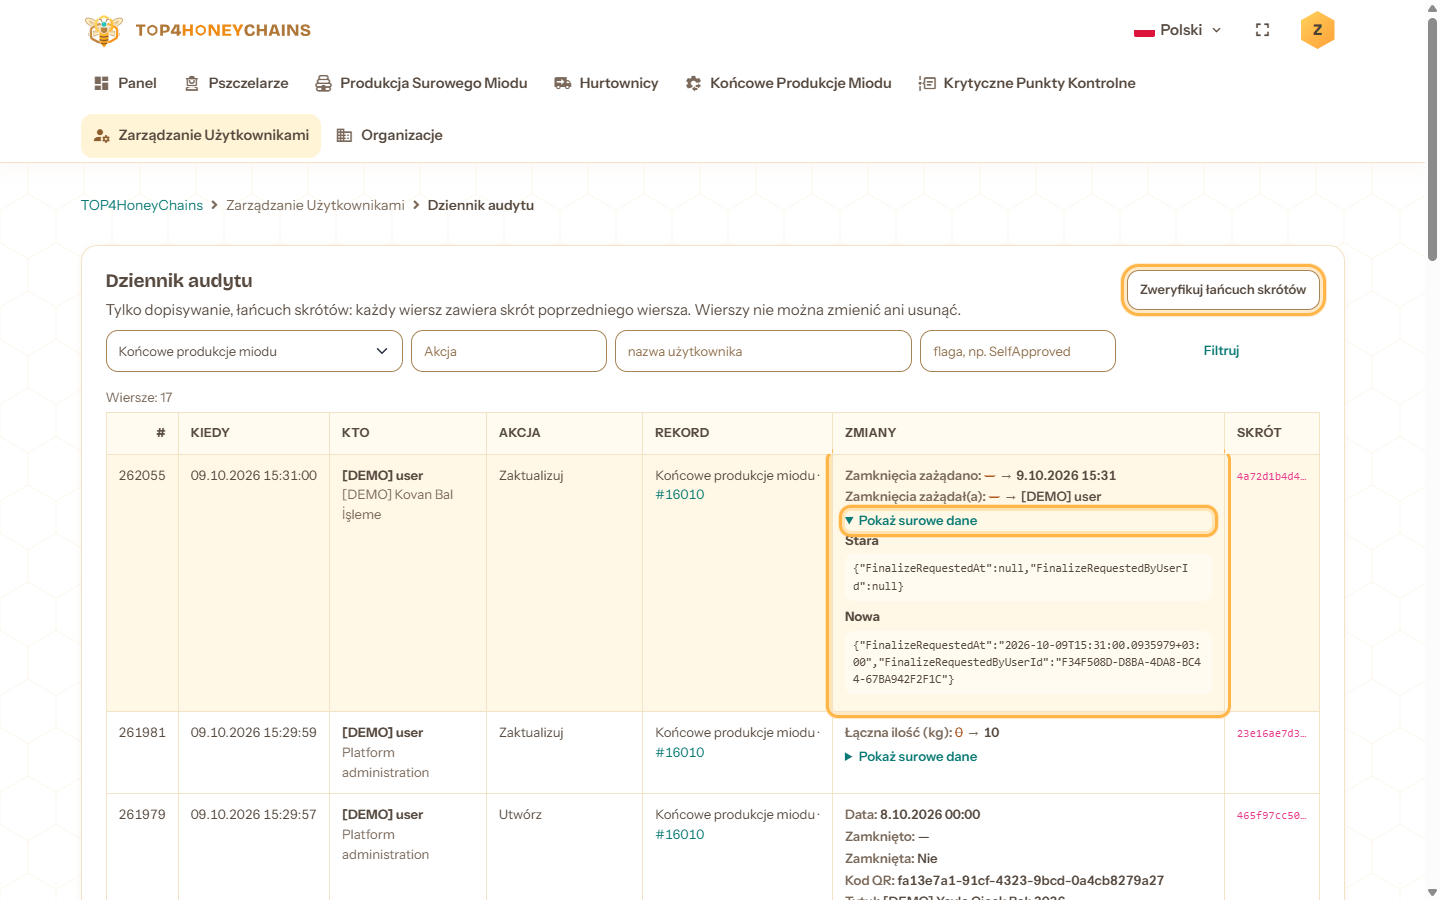 TOP4HONEYCHAINS
Polski
Z
Panel
Pszczelarze
Produkcja Surowego Miodu
Hurtownicy
Końcowe Produkcje Miodu
Krytyczne Punkty Kontrolne
Zarządzanie Użytkownikami
Organizacje
TOP4HoneyChains > Zarządzanie Użytkownikami > Dziennik audytu
Dziennik audytu
Zweryfikuj łańcuch skrótów
Tylko dopisywanie, łańcuch skrótów: każdy wiersz zawiera skrót poprzedniego wiersza. Wierszy nie można zmienić ani usunąć.
Końcowe produkcje miodu
Akcja
nazwa użytkownika
flaga, np. SelfApproved
Filtruj
Wiersze: 17
# KIEDY KTO AKCJA REKORD ZMIANY SKRÓT
262055
09.10.2026 15:31:00
[DEMO] user
[DEMO] Kovan Bal
İşleme
Zaktualizuj
Końcowe produkcje miodu ·
#16010
Zamknięcia zażądano: — → 9.10.2026 15:31
Zamknięcia zażądał(a): — → [DEMO] user
▼ Pokaż surowe dane
Stara
{"FinalizeRequestedAt":null,"FinalizeRequestedByUserI
d":null}
Nowa
{"FinalizeRequestedAt":"2026-10-09T15:31:00.0935979+03:
00","FinalizeRequestedByUserId":"F34F508D-D8BA-4DA8-BC4
4-67BA942F2F1C"}
4a72d1b4d4…
261981
09.10.2026 15:29:59
[DEMO] user
Platform
administration
Zaktualizuj
Końcowe produkcje miodu ·
#16010
Łączna ilość (kg): 0 → 10
▶ Pokaż surowe dane
23e16ae7d3…
261979
09.10.2026 15:29:57
[DEMO] user
Platform
administration
Utwórz
Końcowe produkcje miodu ·
#16010
Data: 8.10.2026 00:00
Zamknięto: —
Zamknięta: Nie
Kod QR: fa13e7a1-91cf-4323-9bcd-0a4cb8279a27
465f97cc50…